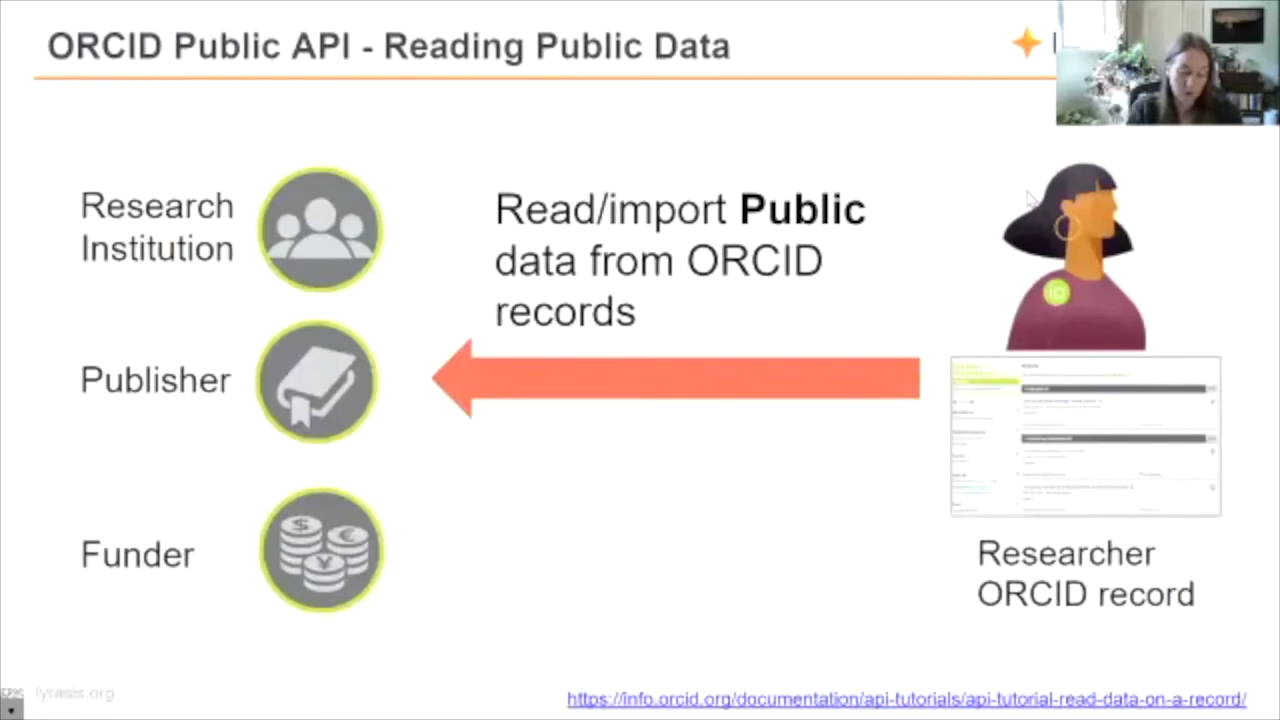 ORCID Public API - Reading Public Data
Research
Institution
Read/import Public
data from ORCID
records
Publisher
iD
Funder
$
€
¥
Researcher
ORCID record
lyrasis.org
https://info.orcid.org/documentation/api-tutorials/api-tutorial-read-data-on-a-record/